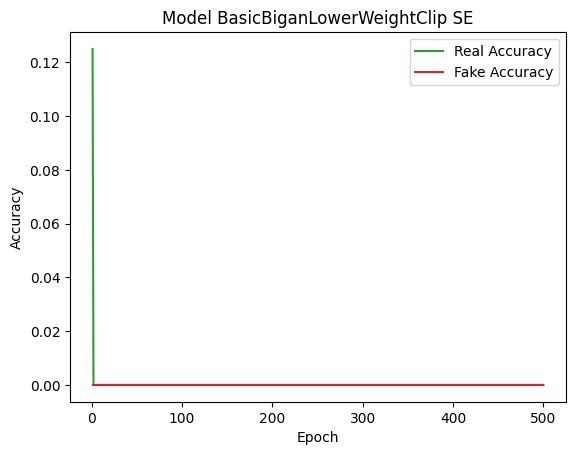 Model BasicBiganLowerWeightClip SE
Real Accuracy
Fake Accuracy
Accuracy
0.12
0.10
0.08
0.06
0.04
0.02
0.00
0 100 200 300 400 500
Epoch